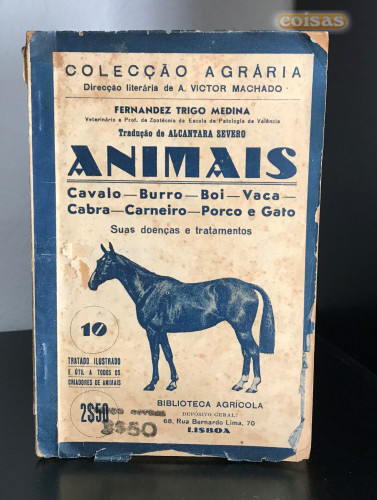 coisas
COLECÇÃO AGRÁRIA
Direcção literária de A. VICTOR MACHADO
FERNANDEZ TRIGO MEDINA
Veterinário e Prof. de Zootécnia da Escola de Patologia de Valência
Tradução de ALCANTARA SEVERO
ANIMAIS
Cavalo—Burro—Boi—Vaca—
Cabra—Carneiro—Porco e Gato
Suas doenças e tratamentos
10
TRATADO ILUSTRADO
E ÚTIL A TODOS OS
CRIADORES DE ANIMAIS
2$50
$50
BIBLIOTECA AGRÍCOLA
DEPÓSITO GERAL:
68, Rua Bernardo Lima, 70
LISBOA